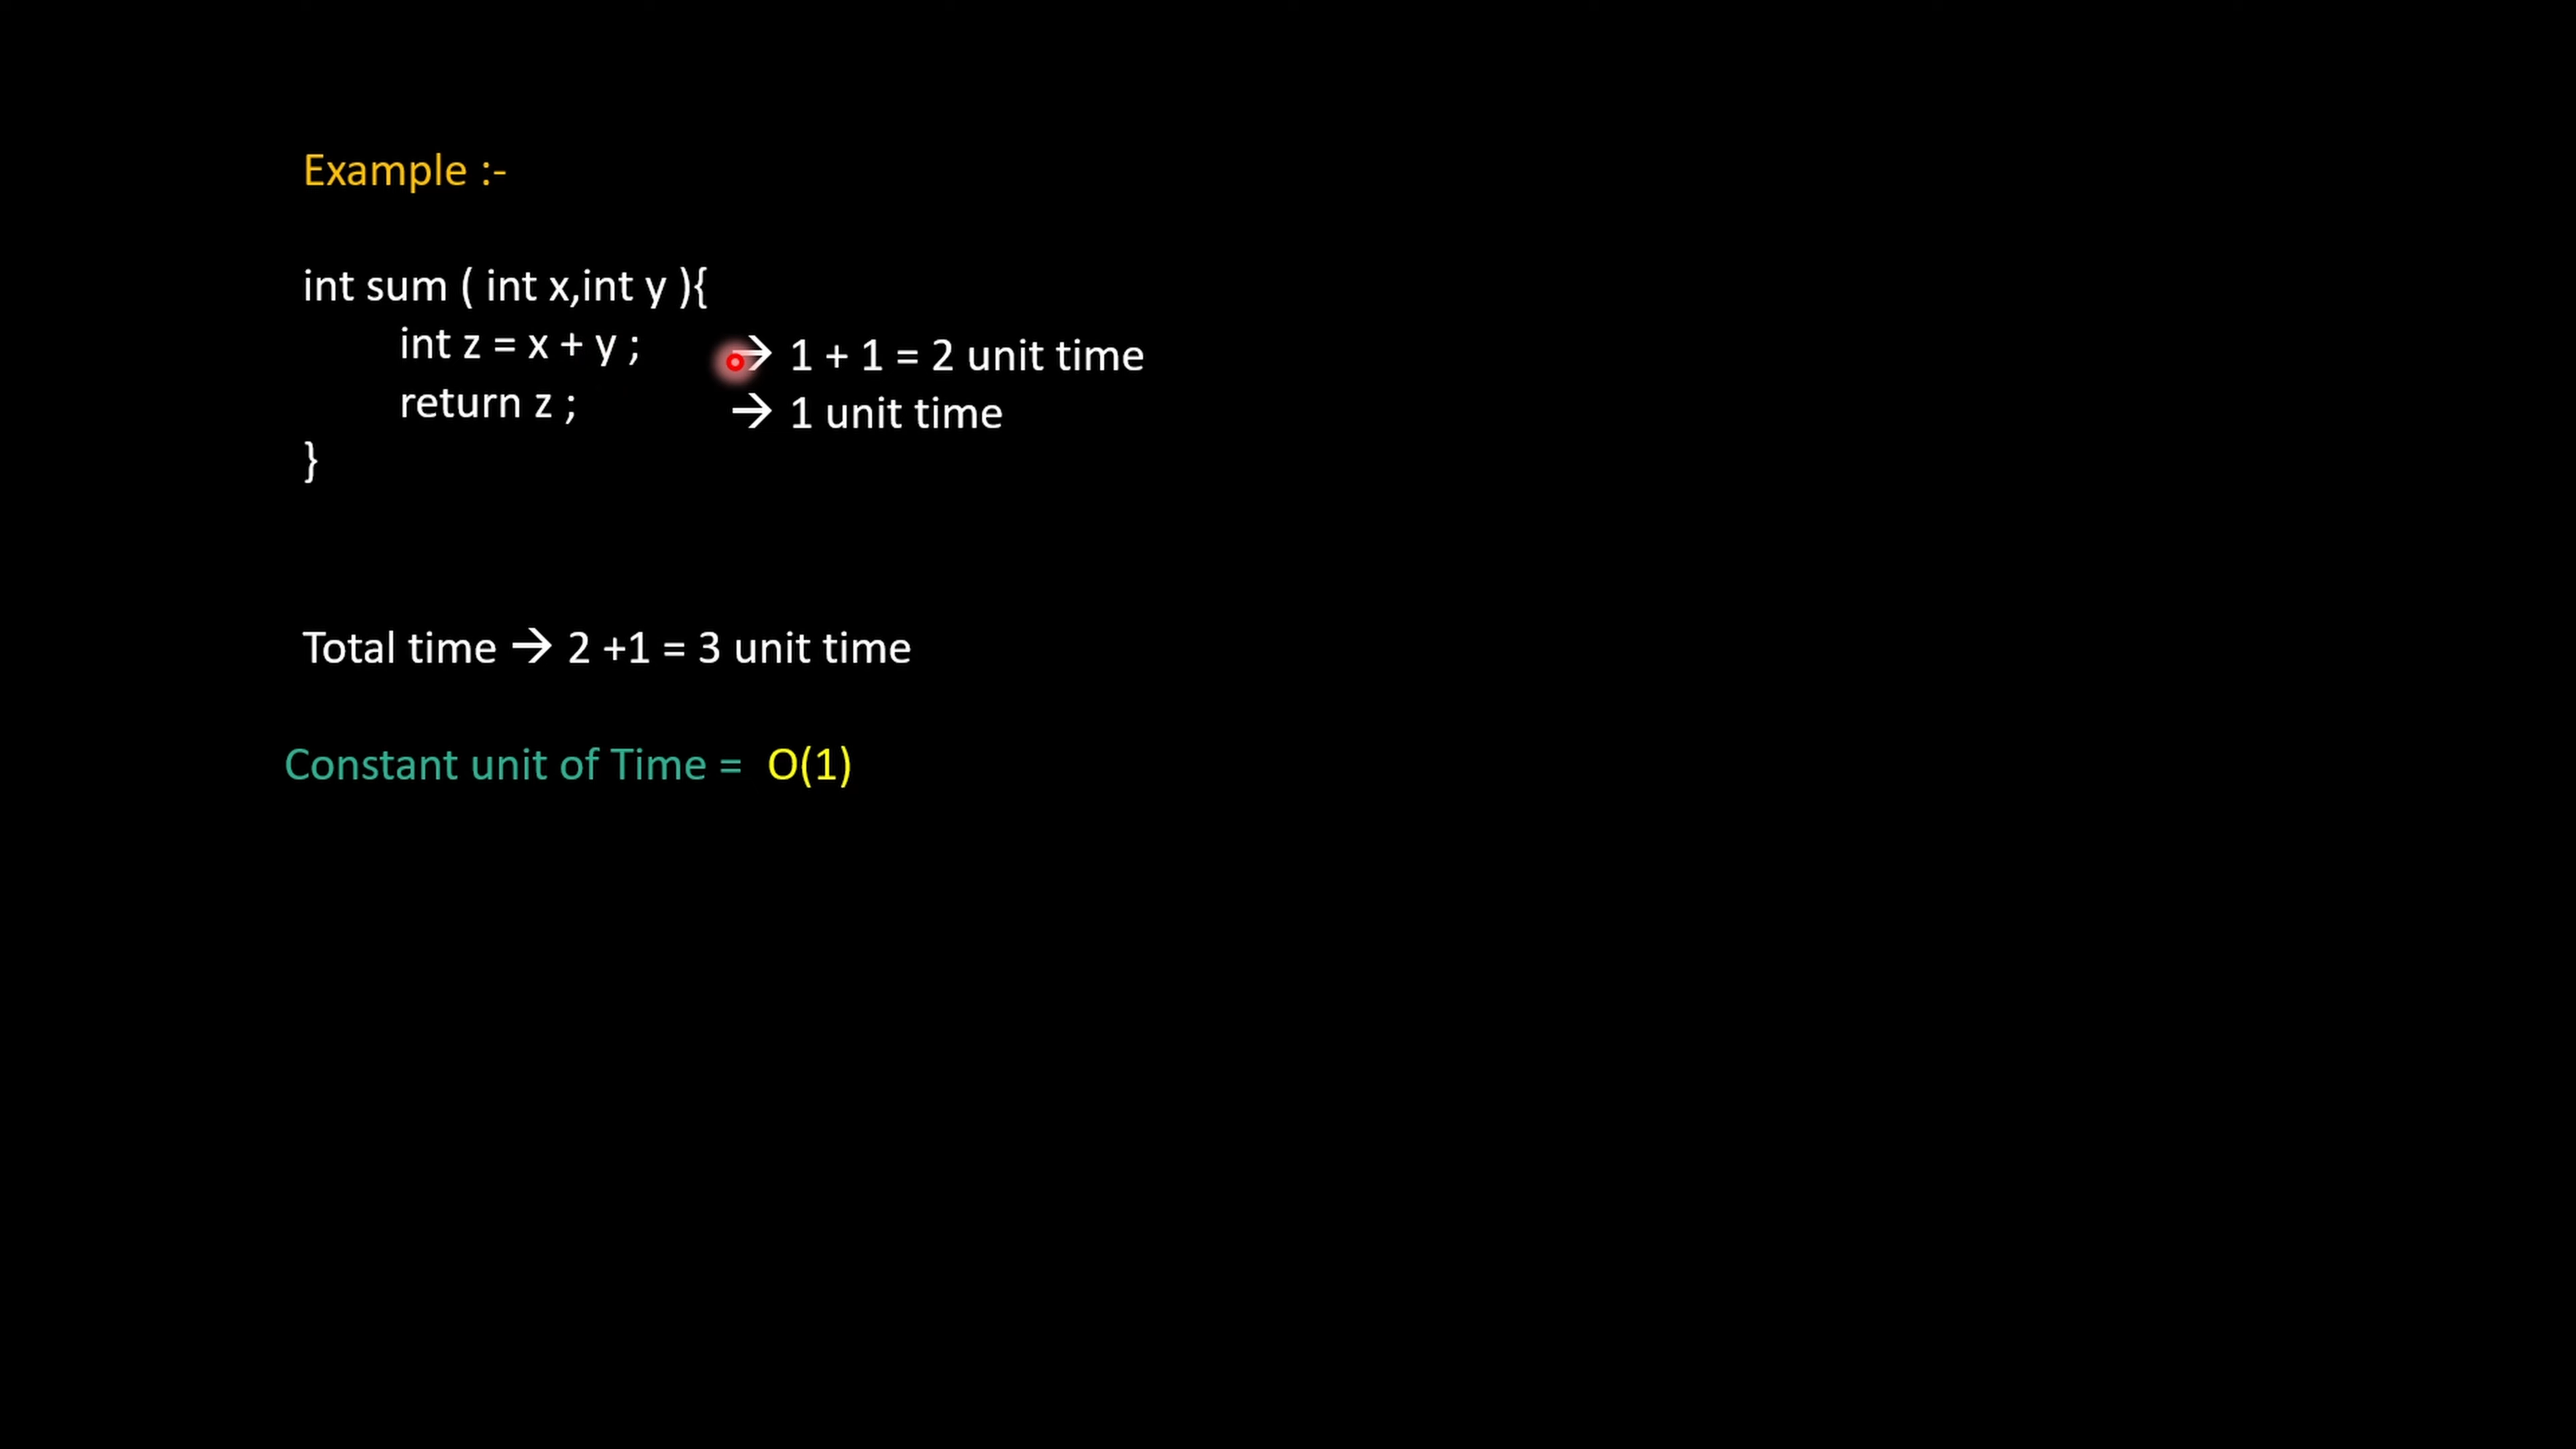 Example :-
int sum ( int x,int y ){
int z = x + y ; → 1 + 1 = 2 unit time
return z ; → 1 unit time
}
Total time → 2 +1 = 3 unit time
Constant unit of Time = O(1)